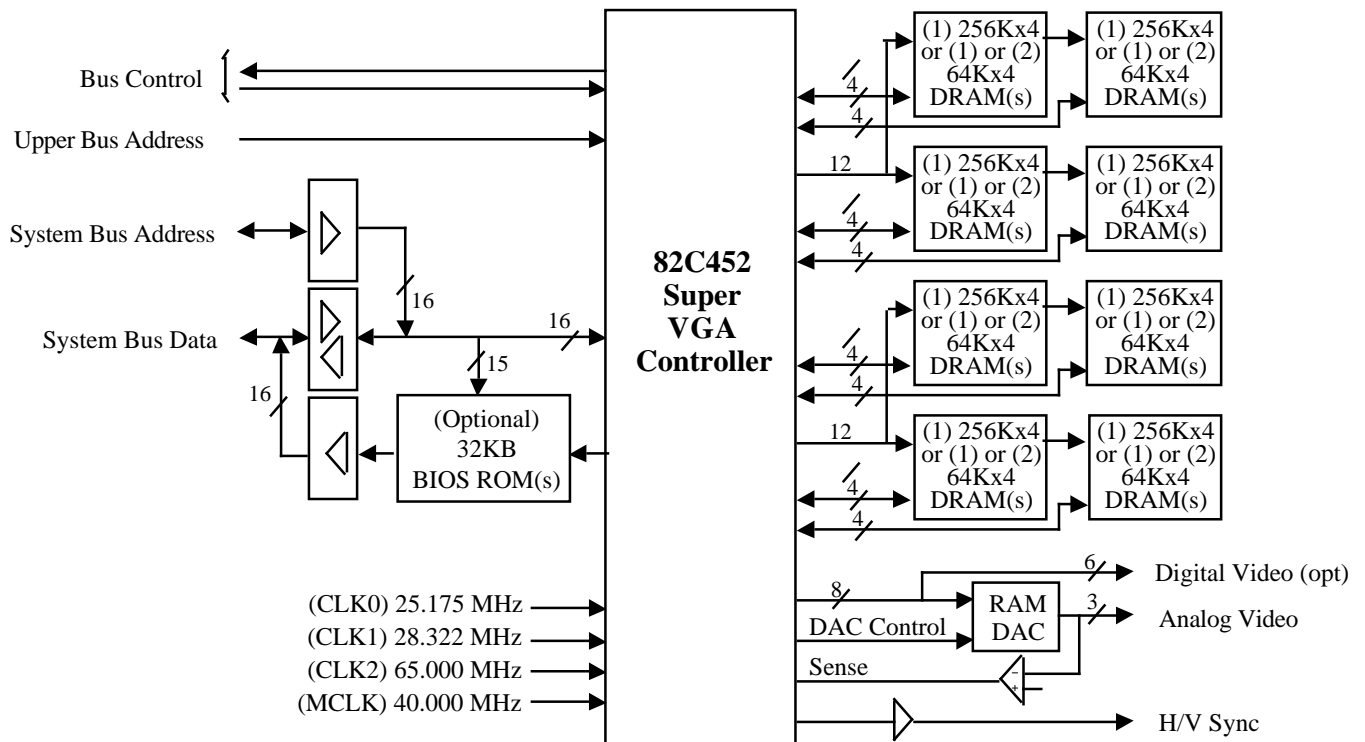 Bus Control
Upper Bus Address
System Bus Address
16
System Bus Data
16
15
16
(Optional)
32KB
BIOS ROM(s)
(CLK0) 25.175 MHz
(CLK1) 28.322 MHz
(CLK2) 65.000 MHz
(MCLK) 40.000 MHz
82C452
Super
VGA
Controller
(1) 256Kx4
or (1) or (2)
64Kx4
DRAM(s)
(1) 256Kx4
or (1) or (2)
64Kx4
DRAM(s)
4
4
12
(1) 256Kx4
or (1) or (2)
64Kx4
DRAM(s)
(1) 256Kx4
or (1) or (2)
64Kx4
DRAM(s)
4
4
(1) 256Kx4
or (1) or (2)
64Kx4
DRAM(s)
(1) 256Kx4
or (1) or (2)
64Kx4
DRAM(s)
4
4
12
(1) 256Kx4
or (1) or (2)
64Kx4
DRAM(s)
(1) 256Kx4
or (1) or (2)
64Kx4
DRAM(s)
4
4
6
Digital Video (opt)
8
RAM
DAC
3
Analog Video
DAC Control
Sense
−
+
H/V Sync